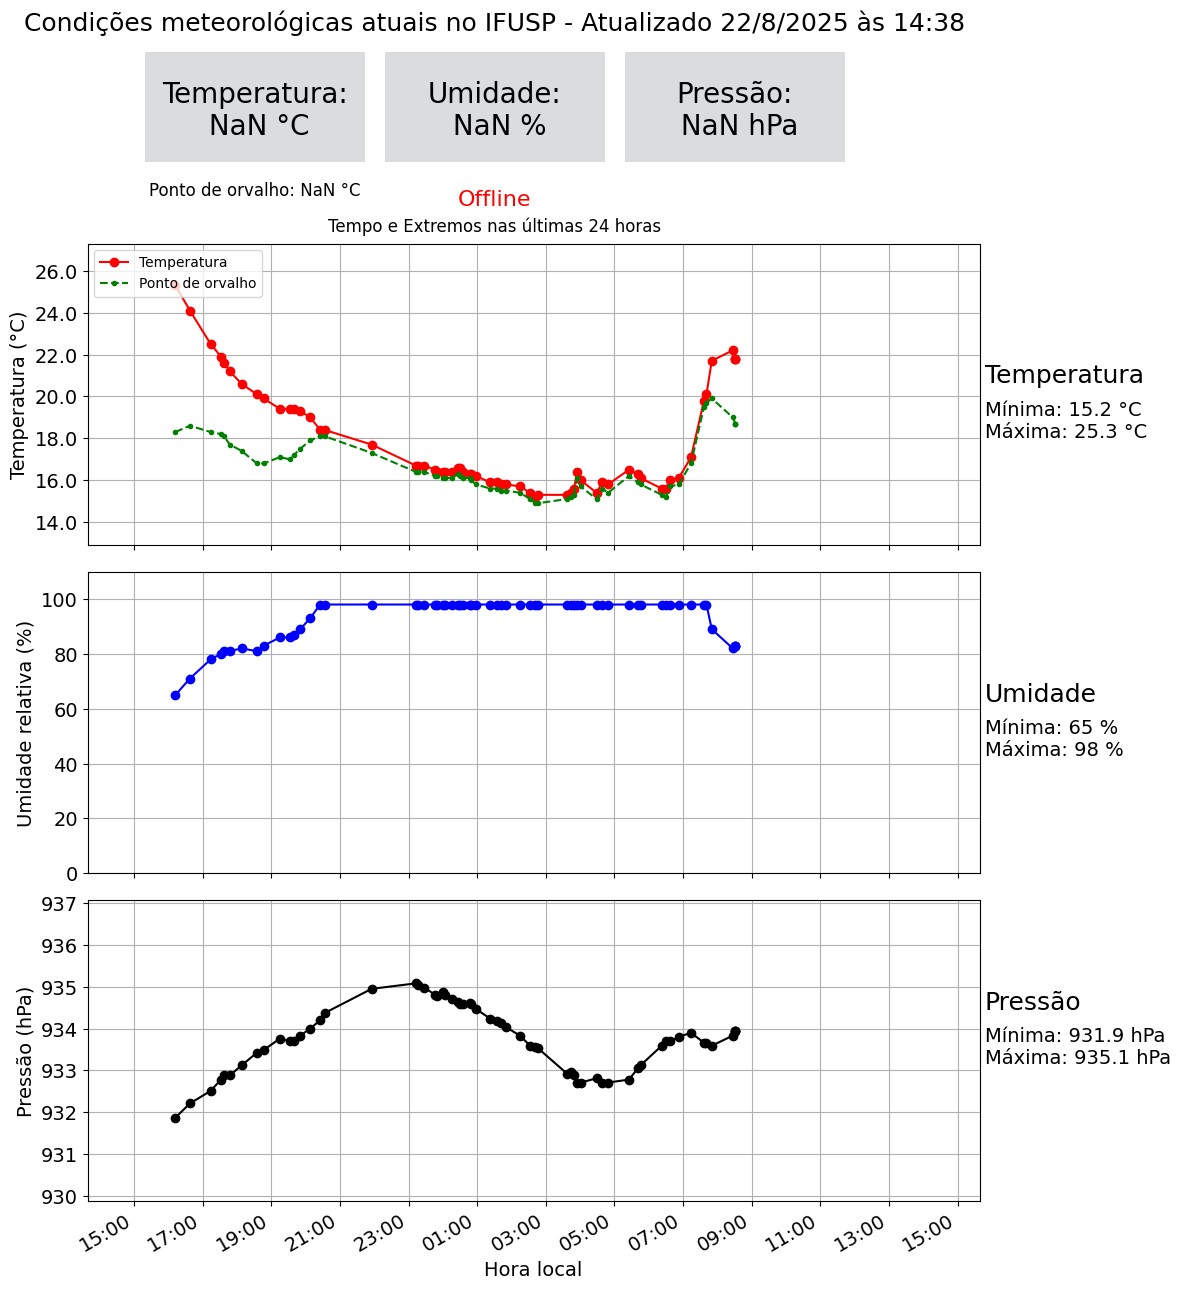 Condições meteorológicas atuais no IFUSP - Atualizado 22/8/2025 às 14:38
Temperatura:
NaN °C
Umidade:
NaN %
Pressão:
NaN hPa
Ponto de orvalho: NaN °C
Offline
Tempo e Extremos nas últimas 24 horas
Temperatura
Ponto de orvalho
Temperatura (°C)
26.0
24.0
22.0
20.0
18.0
16.0
14.0
Temperatura
Mínima: 15.2 °C
Máxima: 25.3 °C
Umidade relativa (%)
100
80
60
40
20
0
Umidade
Mínima: 65 %
Máxima: 98 %
Pressão (hPa)
937
936
935
934
933
932
931
930
Pressão
Mínima: 931.9 hPa
Máxima: 935.1 hPa
15:00 17:00 19:00 21:00 23:00 01:00 03:00 05:00 07:00 09:00 11:00 13:00 15:00
Hora local